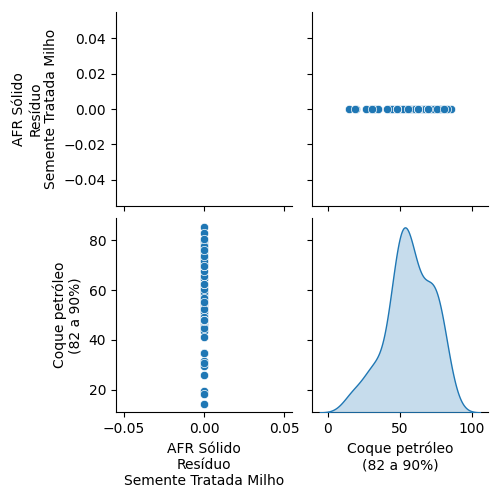 0.04
0.02
0.00
−0.02
−0.04
AFR Sólido
Resíduo
Semente Tratada Milho
80
60
40
20
Coque petróleo
(82 a 90%)
−0.05
0.00
0.05
AFR Sólido
Resíduo
Semente Tratada Milho
0
50
100
Coque petróleo
(82 a 90%)